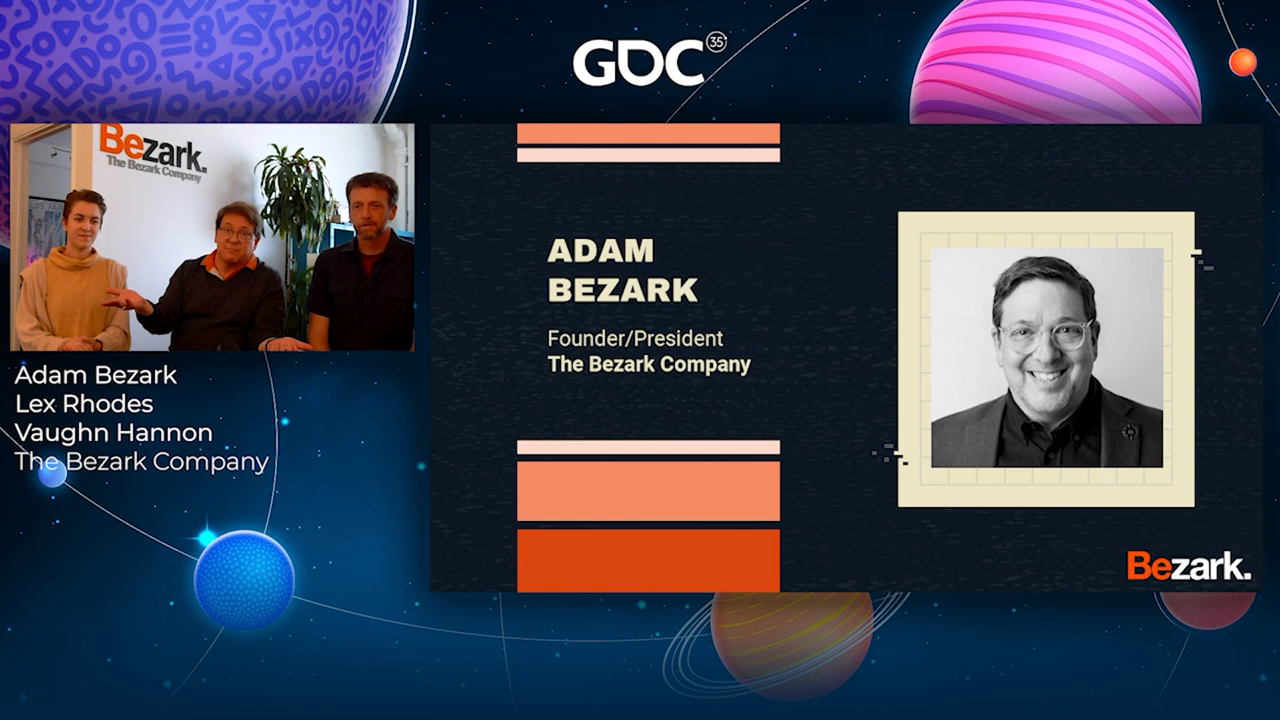 GDC 35
Bezark.
The Bezark Company
Adam Bezark
Lex Rhodes
Vaughn Hannon
The Bezark Company
ADAM
BEZARK
Founder/President
The Bezark Company
Bezark.